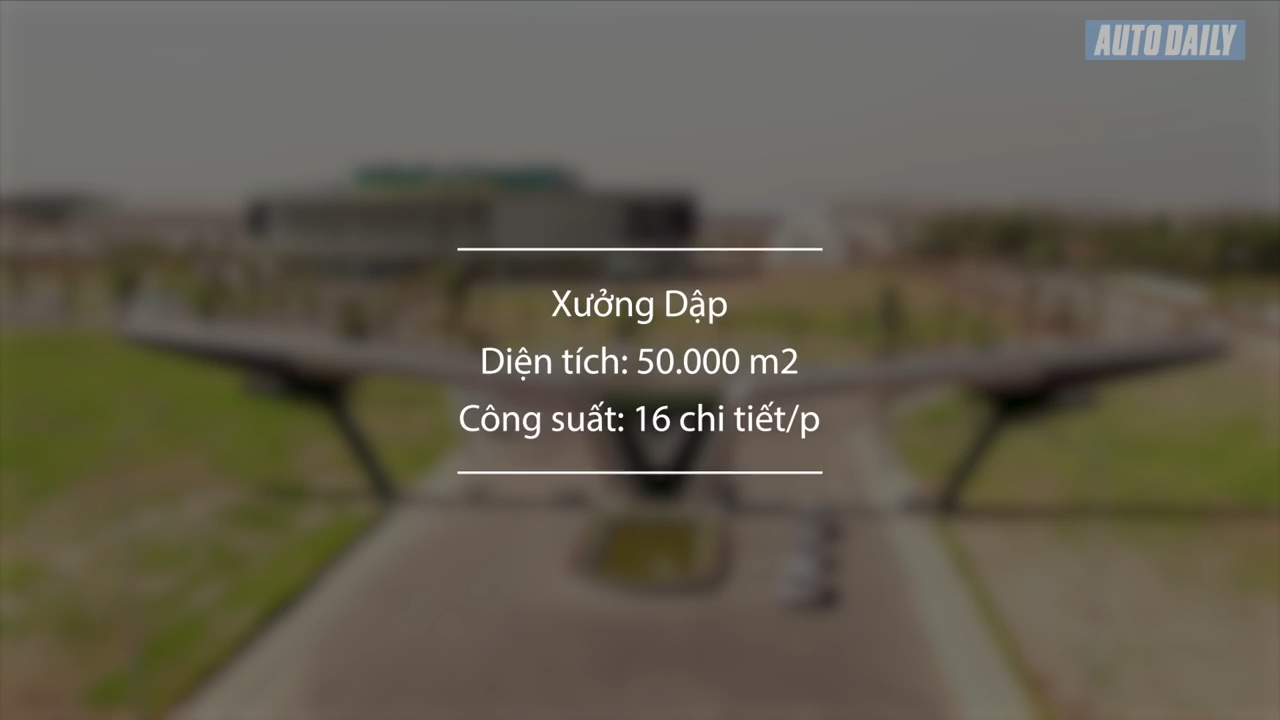 AUTO DAILY
Xưởng Dập
Diện tích: 50.000 m2
Công suất: 16 chi tiết/p